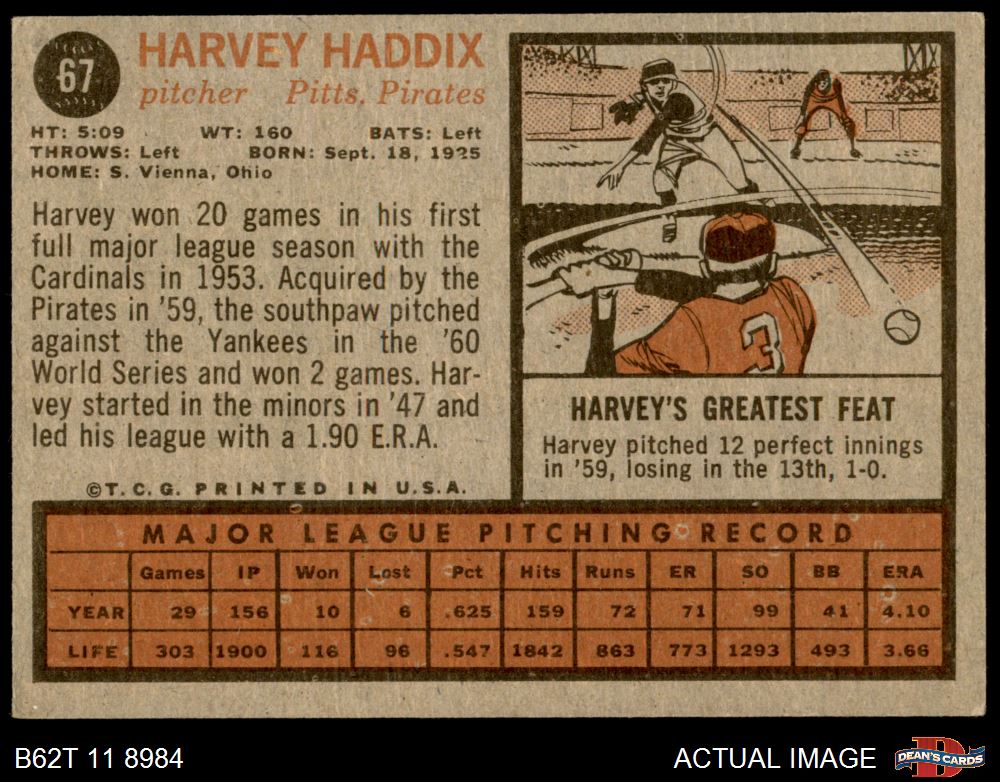 67
HARVEY HADDIX
pitcher Pitts. Pirates
HT: 5:09 WT: 160 BATS: Left
THROWS: Left BORN: Sept. 18, 1925
HOME: S. Vienna, Ohio
Harvey won 20 games in his first
full major league season with the
Cardinals in 1953. Acquired by the
Pirates in '59, the southpaw pitched
against the Yankees in the '60
World Series and won 2 games. Har-
vey started in the minors in '47 and
led his league with a 1.90 E.R.A.
©T.C.G. PRINTED IN U.S.A.
3
HARVEY'S GREATEST FEAT
Harvey pitched 12 perfect innings
in '59, losing in the 13th, 1-0.
MAJOR LEAGUE PITCHING RECORD
Games IP Won Lost Pct Hits Runs ER SO BB ERA
YEAR 29 156 10 6 .625 159 72 71 99 41 4.10
LIFE 303 1900 116 96 .547 1842 863 773 1293 493 3.66
B62T 11 8984
ACTUAL IMAGE
D
DEAN'S CARDS